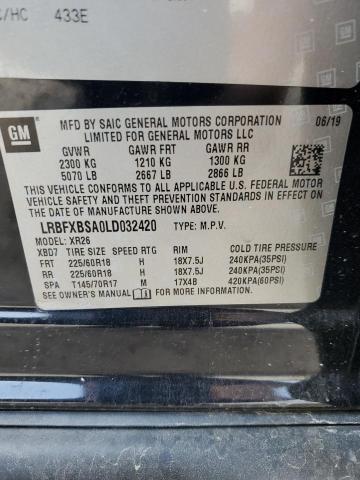 /HC 433E
GM
MFD BY SAIC GENERAL MOTORS CORPORATION 06/19
LIMITED FOR GENERAL MOTORS LLC
GVWR GAWR FRT GAWR RR
2300 KG 1210 KG 1300 KG
5070 LB 2667 LB 2866 LB
THIS VEHICLE CONFORMS TO ALL APPLICABLE U.S. FEDERAL MOTOR
VEHICLE SAFETY AND THEFT PREVENTION STANDARDS IN EFFECT ON THE
DATE OF MANUFACTURE SHOWN ABOVE.
LRBFXBSA0LD032420 TYPE: M.P.V.
MODEL: XR26
XBD7 TIRE SIZE SPEED RTG RIM COLD TIRE PRESSURE
FRT 225/60R18 H 18X7.5J 240KPA(35PSI)
RR 225/60R18 H 18X7.5J 240KPA(35PSI)
SPA T145/70R17 M 17X4B 420KPA(60PSI)
SEE OWNER'S MANUAL FOR MORE INFORMATION.